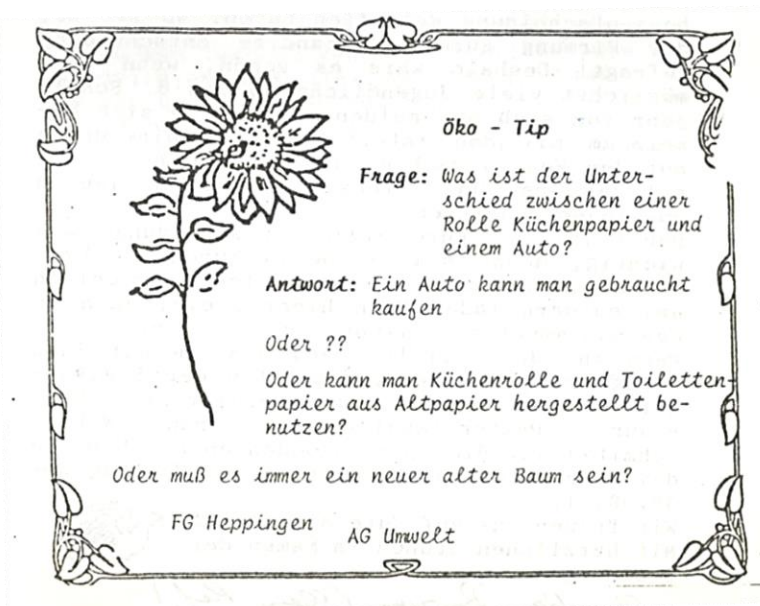 Öko - Tip
Frage: Was ist der Unter-
schied zwischen einer
Rolle Küchenpapier und
einem Auto?
Antwort: Ein Auto kann man gebraucht
kaufen
Oder ??
Oder kann man Küchenrolle und Toiletten-
papier aus Altpapier hergestellt be-
nutzen?
Oder muß es immer ein neuer alter Baum sein?
FG Heppingen
AG Umwelt